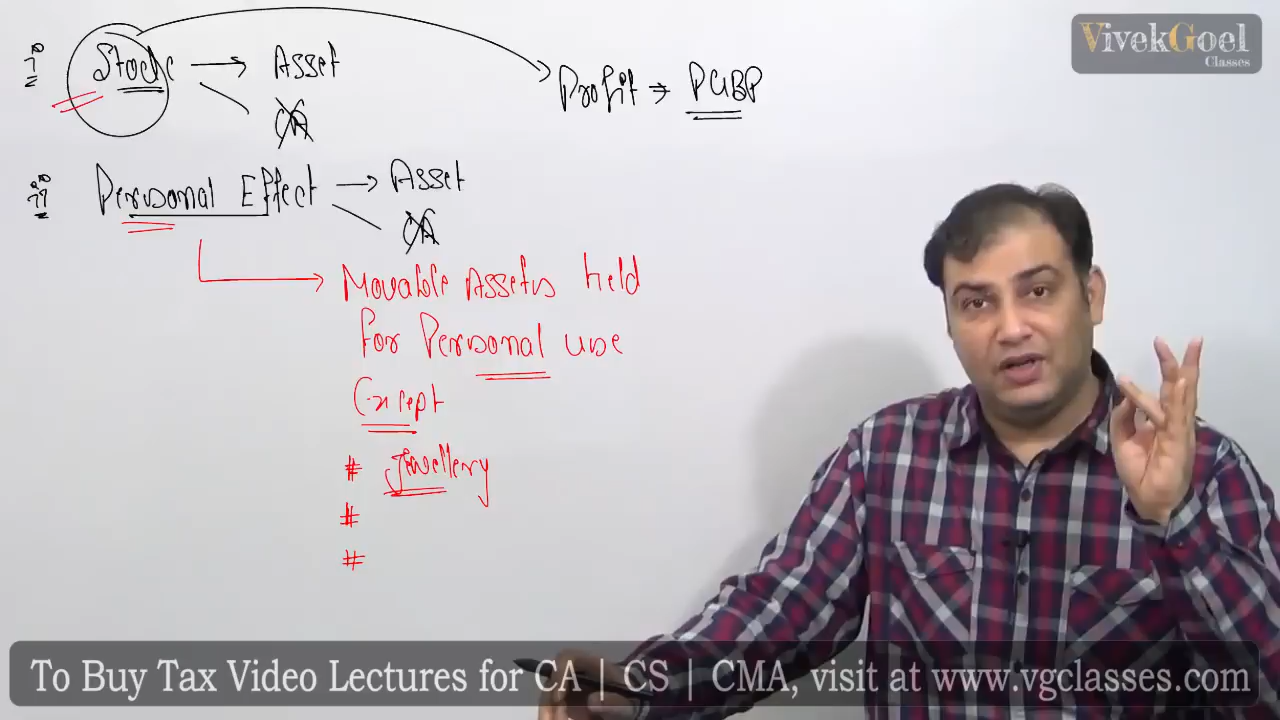 VivekGoel
Classes
i) Stock → Asset
CA
Profit → PGBP
ii) Personal Effect → Asset
CA
Movable Assets held
for Personal use
Except
# Jewellery
#
#
To Buy Tax Video Lectures for CA | CS | CMA, visit at www.vgclasses.com